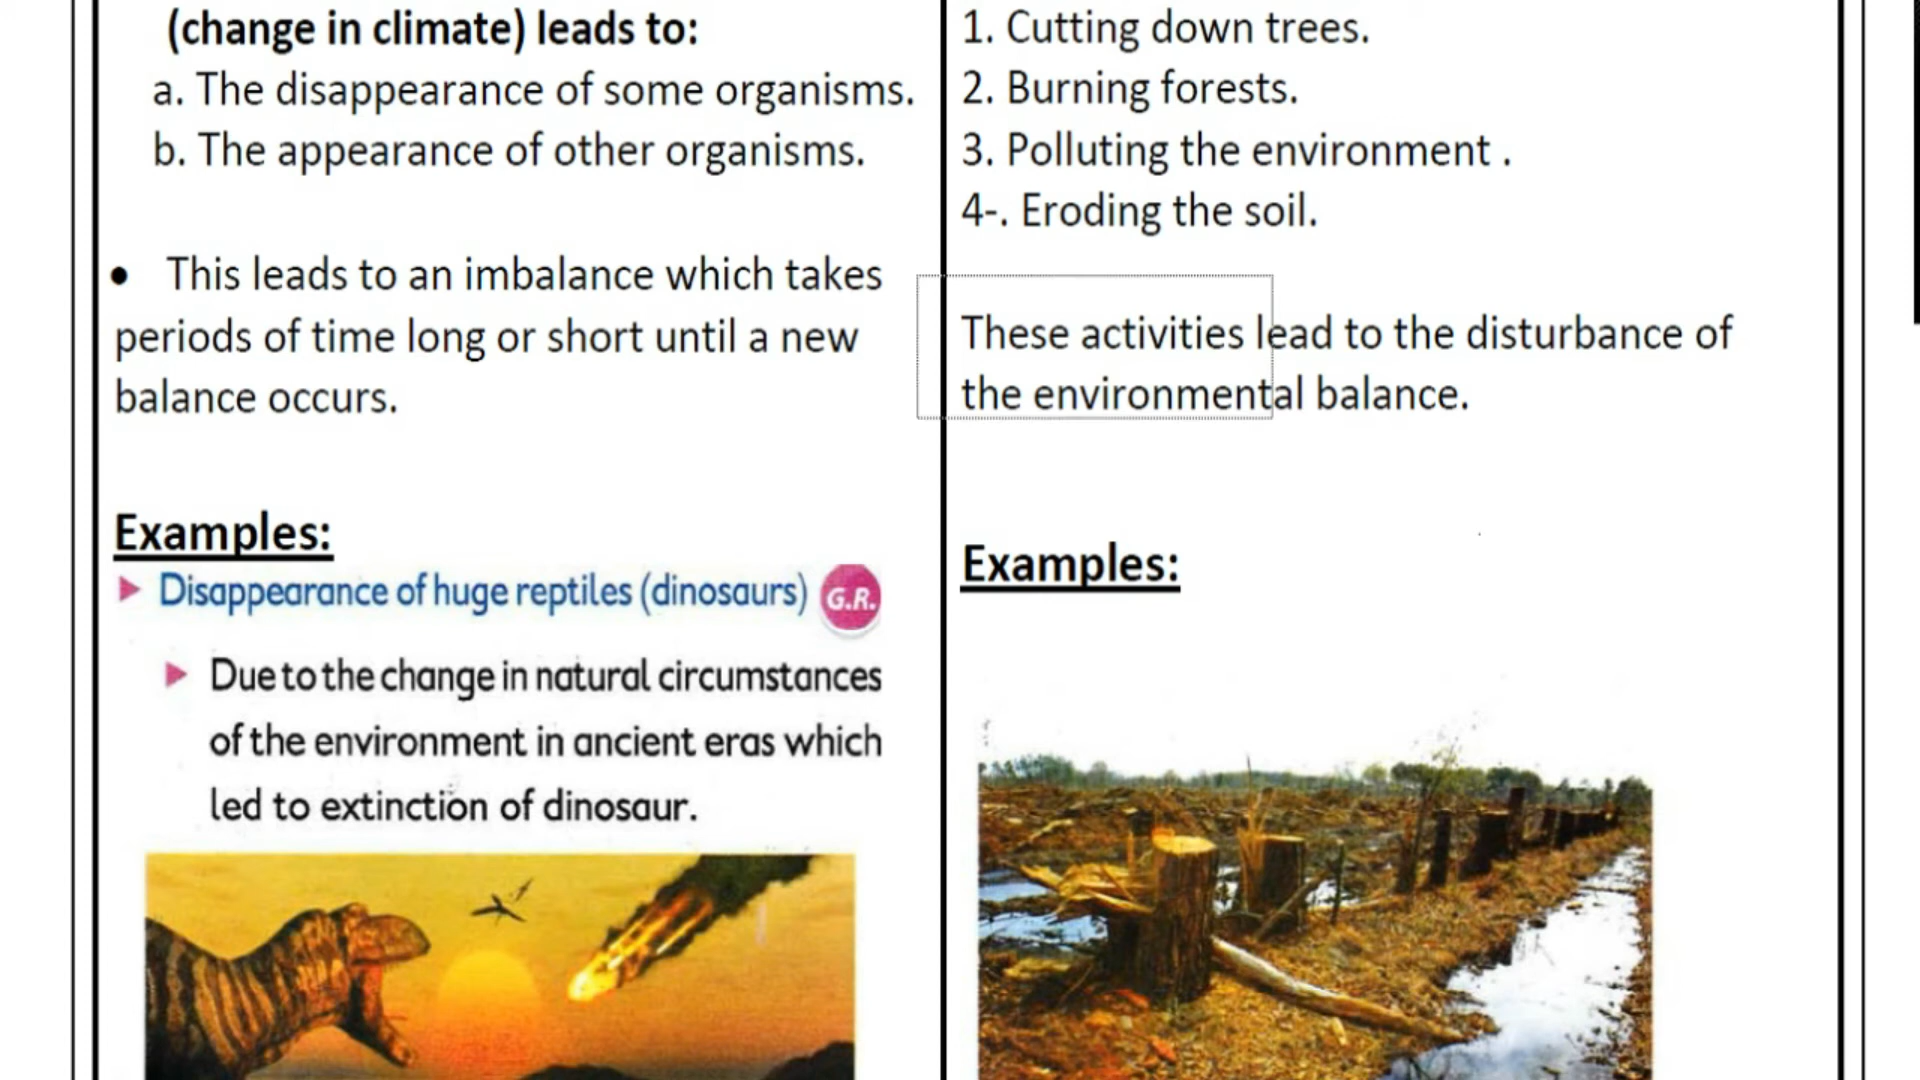 (change in climate) leads to:
a. The disappearance of some organisms.
b. The appearance of other organisms.
• This leads to an imbalance which takes
periods of time long or short until a new
balance occurs.
Examples:
Disappearance of huge reptiles (dinosaurs) G.R.
Due to the change in natural circumstances
of the environment in ancient eras which
led to extinction of dinosaur.
1. Cutting down trees.
2. Burning forests.
3. Polluting the environment .
4-. Eroding the soil.
These activities lead to the disturbance of
the environmental balance.
Examples: